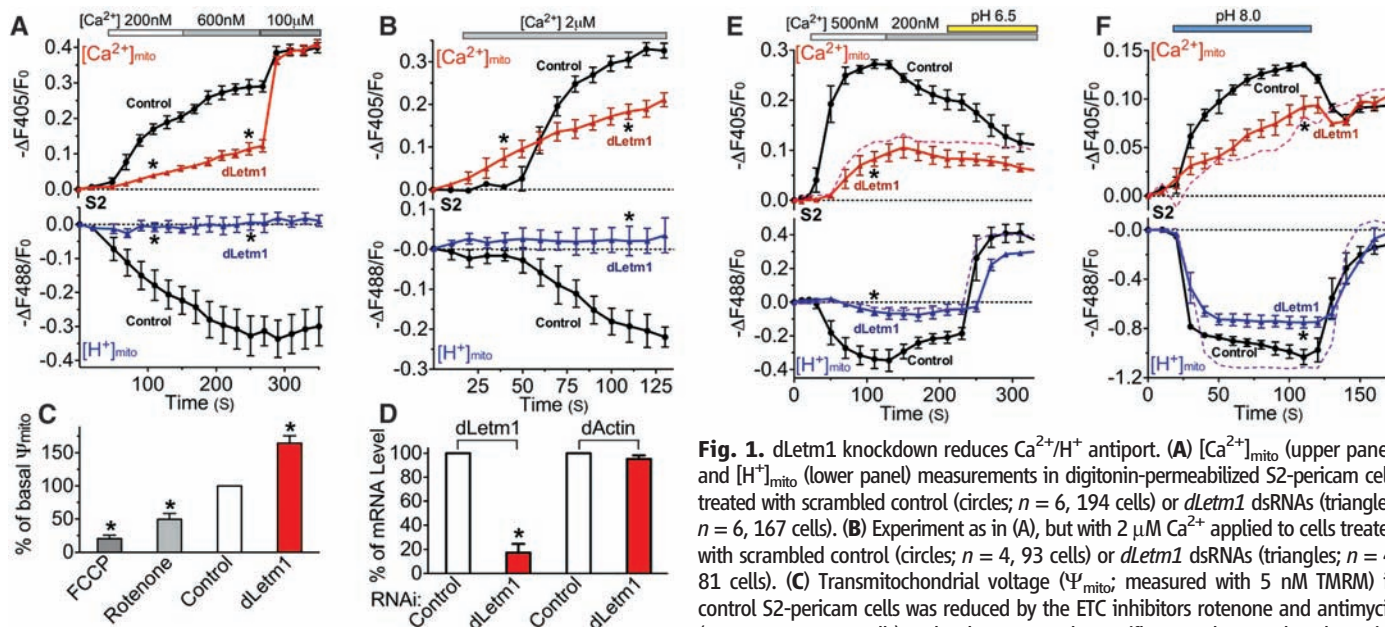 A
[Ca²⁺] 200nM 600nM 100µM
[Ca²⁺]mito
Control
dLetm1
*
*
S2
-ΔF405/F₀
0.4
0.3
0.2
0.1
0.0
*
*
dLetm1
Control
[H⁺]mito
-ΔF488/F₀
0.0
-0.1
-0.2
-0.3
-0.4
100 200 300
Time (S)
B
[Ca²⁺] 2µM
[Ca²⁺]mito
Control
*
*
dLetm1
S2
-ΔF405/F₀
0.3
0.2
0.1
0.0
*
dLetm1
Control
[H⁺]mito
-ΔF488/F₀
0.1
-0.0
-0.1
-0.2
-0.3
25 50 75 100 125
Time (S)
E
[Ca²⁺] 500nM 200nM pH 6.5
[Ca²⁺]mito
Control
*
dLetm1
S2
-ΔF405/F₀
0.3
0.2
0.1
0.0
*
dLetm1
Control
[H⁺]mito
-ΔF488/F₀
0.4
0.2
-0.0
-0.2
-0.4
0 100 200 300
Time (S)
F
pH 8.0
[Ca²⁺]mito
Control
*
dLetm1
S2
-ΔF405/F₀
0.15
0.10
0.05
0.00
dLetm1
*
Control
[H⁺]mito
-ΔF488/F₀
-0.0
-0.4
-0.8
-1.2
0 50 100 150
Time (S)
C
% of basal Ψmito
150
100
50
0
*
*
*
FCCP
Rotenone
Control
dLetm1
D
dLetm1 dActin
% of mRNA Level
100
80
60
40
20
0
*
RNAi:
Control
dLetm1
Control
dLetm1
Fig. 1. dLetm1 knockdown reduces Ca²⁺/H⁺ antiport. (A) [Ca²⁺]mito (upper pane
and [H⁺]mito (lower panel) measurements in digitonin-permeabilized S2-pericam cel
treated with scrambled control (circles; n = 6, 194 cells) or dLetm1 dsRNAs (triangle
n = 6, 167 cells). (B) Experiment as in (A), but with 2 µM Ca²⁺ applied to cells treate
with scrambled control (circles; n = 4, 93 cells) or dLetm1 dsRNAs (triangles; n =
81 cells). (C) Transmitochondrial voltage (Ψmito; measured with 5 nM TMRM)
control S2-pericam cells was reduced by the ETC inhibitors rotenone and antimyci